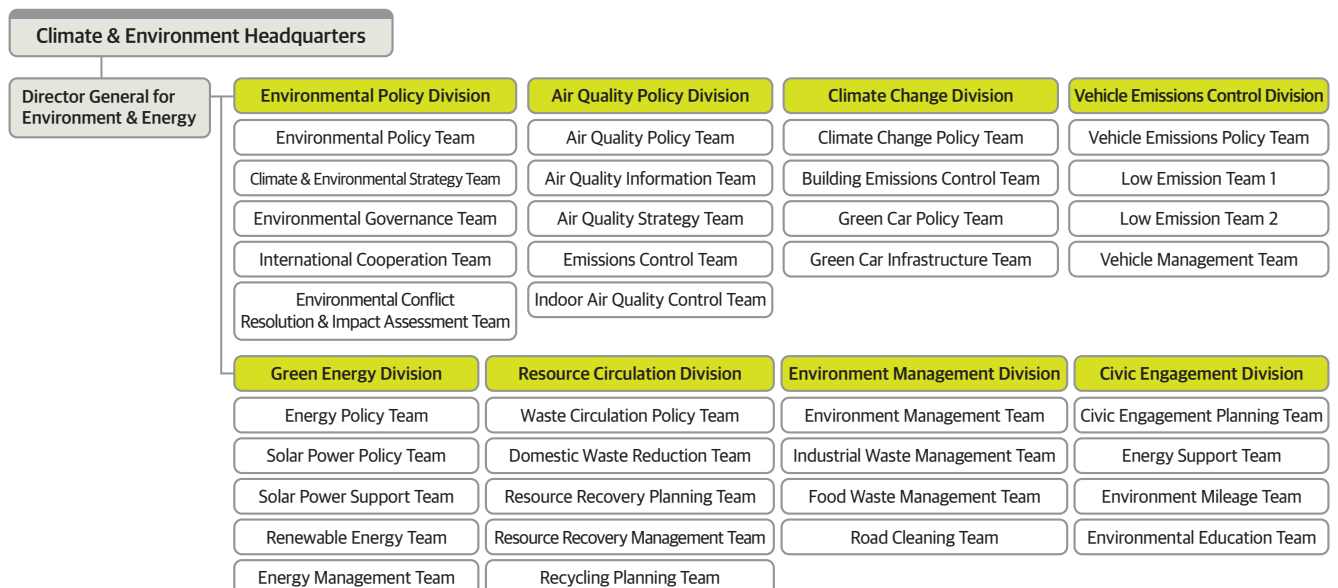 Climate & Environment Headquarters
Director General for
Environment & Energy
Environmental Policy Division
Environmental Policy Team
Climate & Environmental Strategy Team
Environmental Governance Team
International Cooperation Team
Environmental Conflict
Resolution & Impact Assessment Team
Air Quality Policy Division
Air Quality Policy Team
Air Quality Information Team
Air Quality Strategy Team
Emissions Control Team
Indoor Air Quality Control Team
Climate Change Division
Climate Change Policy Team
Building Emissions Control Team
Green Car Policy Team
Green Car Infrastructure Team
Vehicle Emissions Control Division
Vehicle Emissions Policy Team
Low Emission Team 1
Low Emission Team 2
Vehicle Management Team
Green Energy Division
Energy Policy Team
Solar Power Policy Team
Solar Power Support Team
Renewable Energy Team
Energy Management Team
Resource Circulation Division
Waste Circulation Policy Team
Domestic Waste Reduction Team
Resource Recovery Planning Team
Resource Recovery Management Team
Recycling Planning Team
Environment Management Division
Environment Management Team
Industrial Waste Management Team
Food Waste Management Team
Road Cleaning Team
Civic Engagement Division
Civic Engagement Planning Team
Energy Support Team
Environment Mileage Team
Environmental Education Team